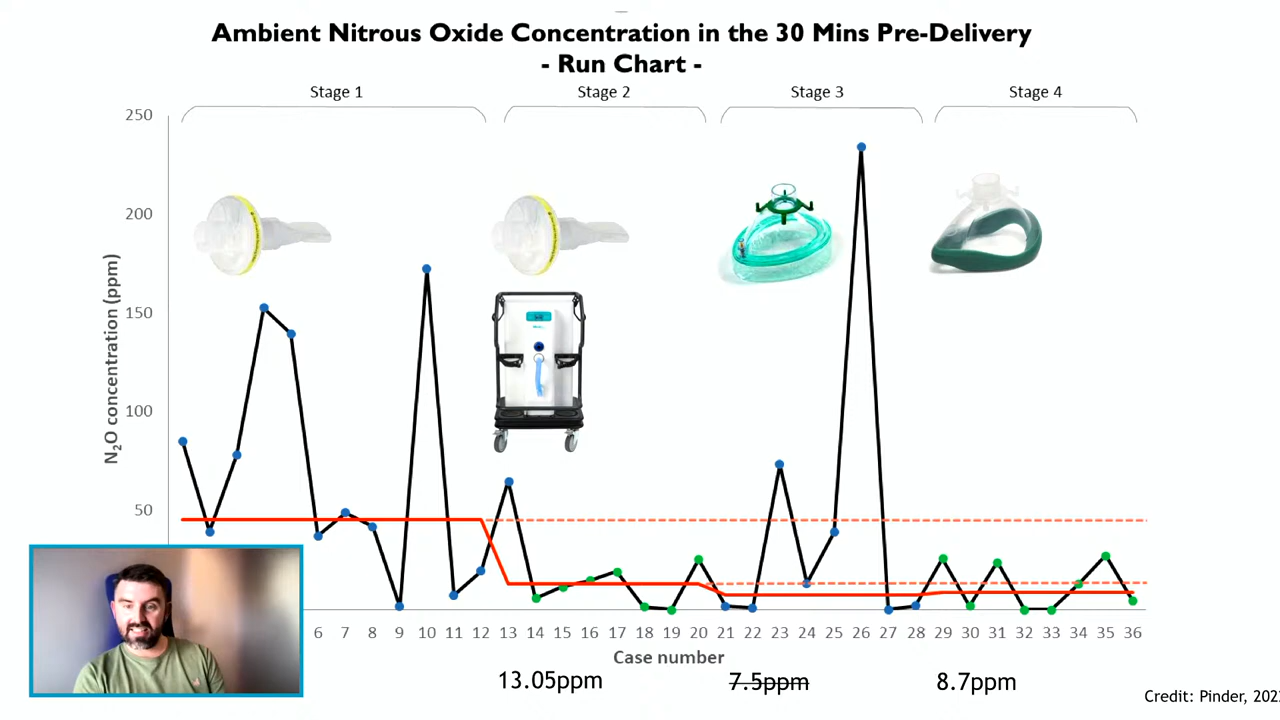 Ambient Nitrous Oxide Concentration in the 30 Mins Pre-Delivery
- Run Chart -
Stage 1 Stage 2 Stage 3 Stage 4
250
200
150
100
50
N₂O concentration (ppm)
6 7 8 9 10 11 12 13 14 15 16 17 18 19 20 21 22 23 24 25 26 27 28 29 30 31 32 33 34 35 36
Case number
13.05ppm 7.5ppm 8.7ppm
Credit: Pinder, 202